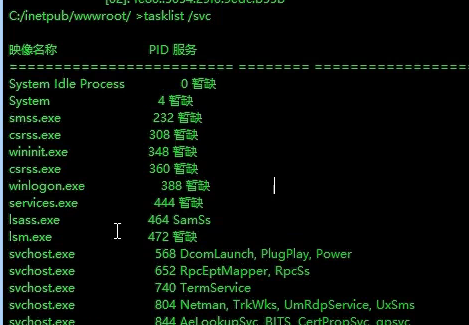 C:/inetpub/wwwroot/ >tasklist /svc
映像名称 PID 服务
========================= ======== ====================
System Idle Process 0 暂缺
System 4 暂缺
smss.exe 232 暂缺
csrss.exe 308 暂缺
wininit.exe 348 暂缺
csrss.exe 360 暂缺
winlogon.exe 388 暂缺
services.exe 444 暂缺
lsass.exe 464 SamSs
lsm.exe 472 暂缺
svchost.exe 568 DcomLaunch, PlugPlay, Power
svchost.exe 652 RpcEptMapper, RpcSs
svchost.exe 740 TermService
svchost.exe 804 Netman, TrkWks, UmRdpService, UxSms
svchost.exe 844 AeLookupSvc, BITS, CertPropSvc, gpsvc